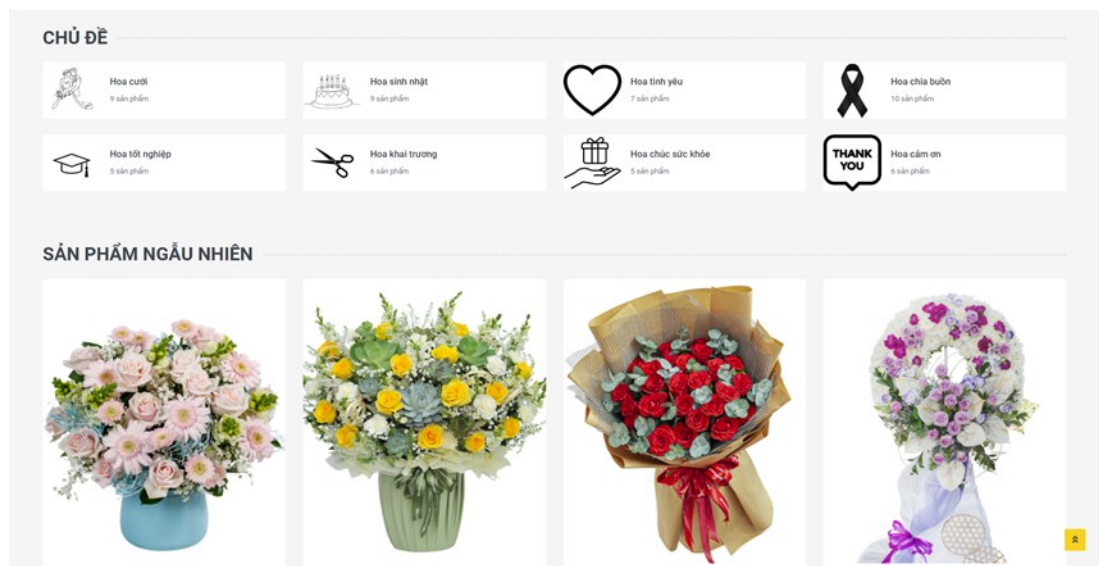 CHỦ ĐỀ
Hoa cưới
9 sản phẩm
Hoa sinh nhật
9 sản phẩm
Hoa tình yêu
7 sản phẩm
Hoa chia buồn
10 sản phẩm
Hoa tốt nghiệp
5 sản phẩm
Hoa khai trương
6 sản phẩm
Hoa chúc sức khỏe
5 sản phẩm
THANK
YOU
Hoa cảm ơn
6 sản phẩm
SẢN PHẨM NGẪU NHIÊN